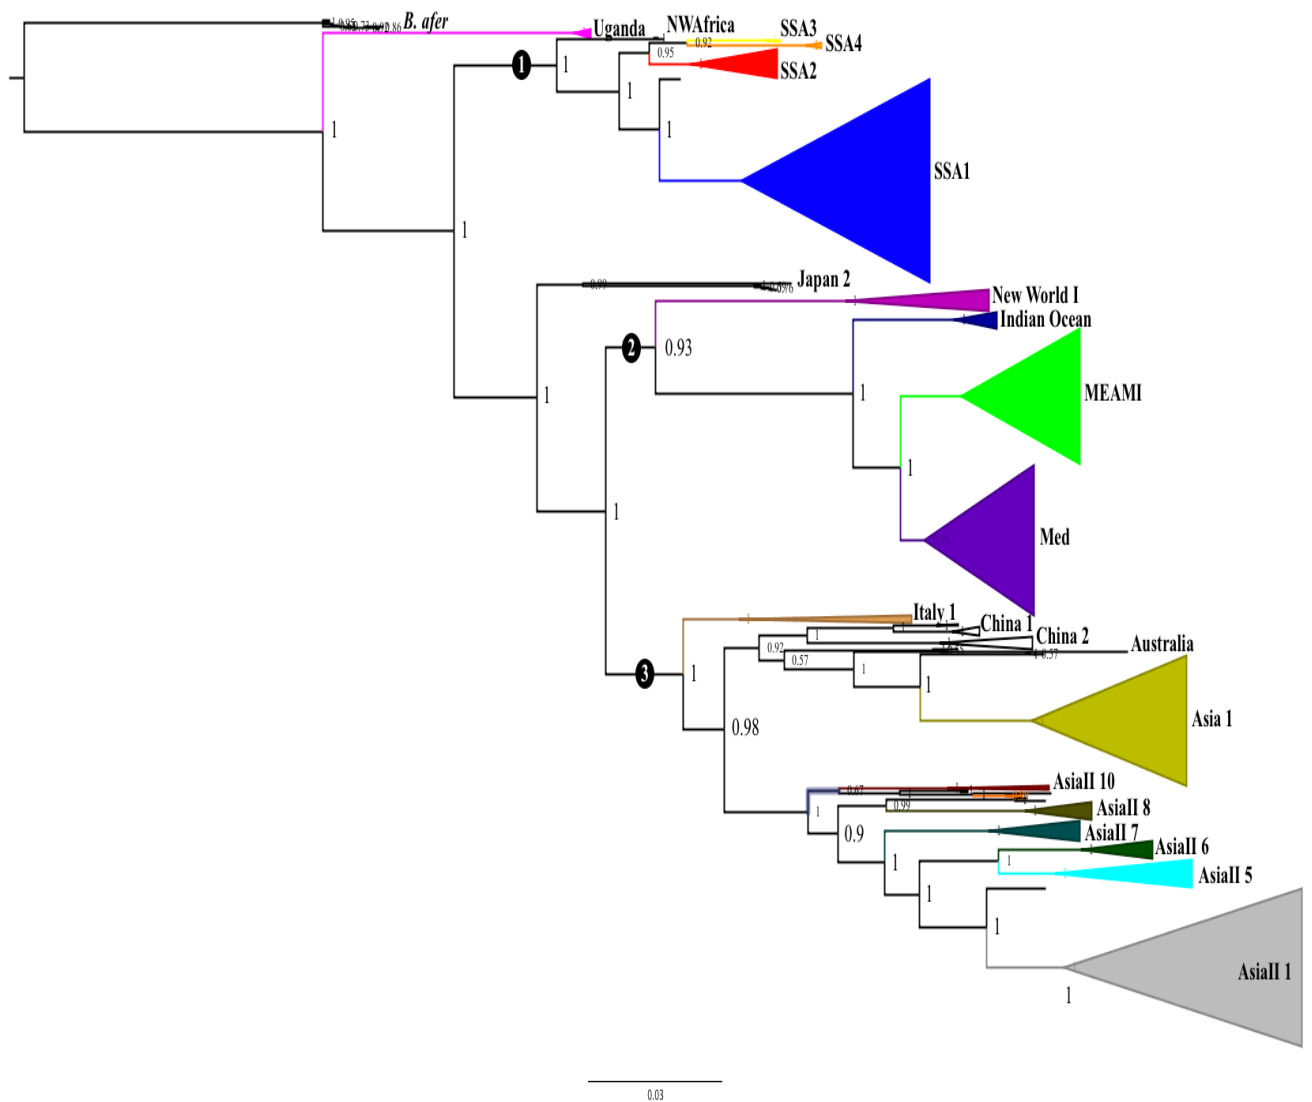 B. afer
Uganda
NWAfrica
SSA3
0.92
SSA4
0.95
1
1
SSA2
1
1
1
SSA1
1
0.99
Japan 2
New World I
Indian Ocean
2
0.93
1
1
MEAMI
1
1
Med
Italy 1
China 1
1
China 2
0.92
Australia
0.57
1
3
1
1
Asia 1
0.98
AsiaII 10
0.67
0.99
AsiaII 8
1
0.9
AsiaII 7
AsiaII 6
1
1
AsiaII 5
1
1
AsiaII 1
1
0.03